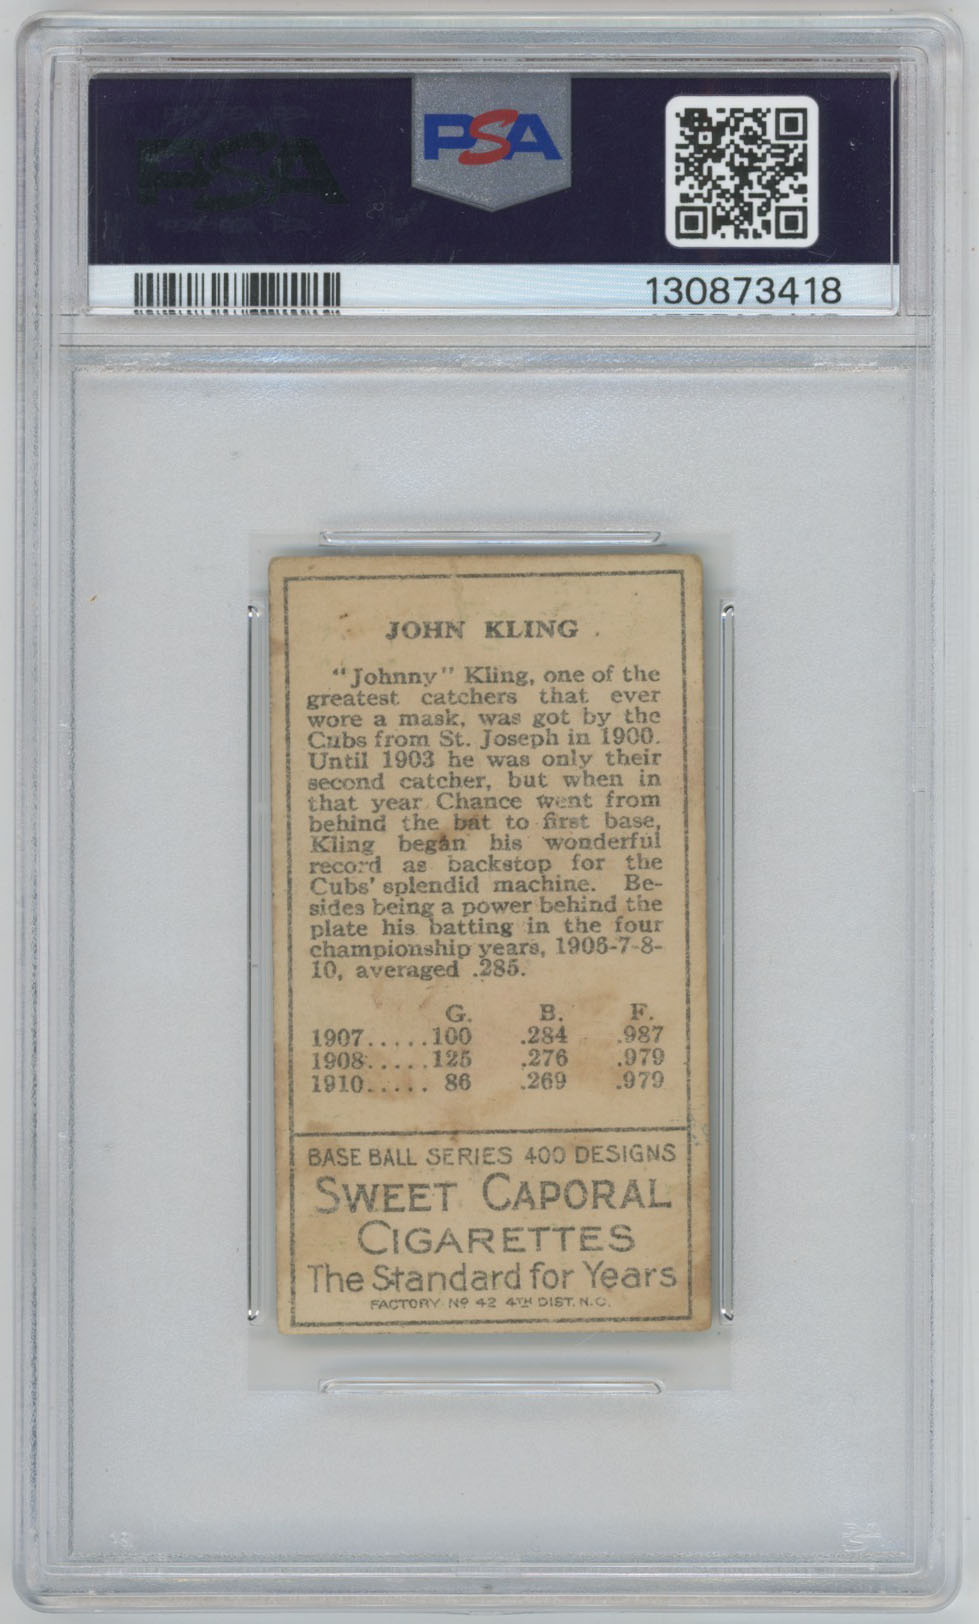 PSA
130873418
JOHN KLING
"Johnny" Kling, one of the
greatest catchers that ever
wore a mask, was got by the
Cubs from St. Joseph in 1900.
Until 1903 he was only their
second catcher, but when in
that year Chance went from
behind the bat to first base,
Kling began his wonderful
record as backstop for the
Cubs' splendid machine. Be-
sides being a power behind the
plate his batting in the four
championship years, 1906-7-8-
10, averaged .285.
G. B. F.
1907.....100 .284 .987
1908.....125 .276 .979
1910..... 86 .269 .979
BASE BALL SERIES 400 DESIGNS
SWEET CAPORAL
CIGARETTES
The Standard for Years
FACTORY Nº 42 4TH DIST. N.C.